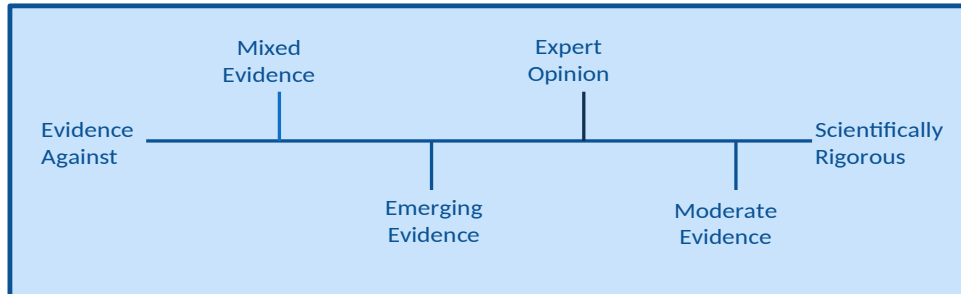 Mixed
Evidence
Expert
Opinion
Evidence
Against
Scientifically
Rigorous
Emerging
Evidence
Moderate
Evidence